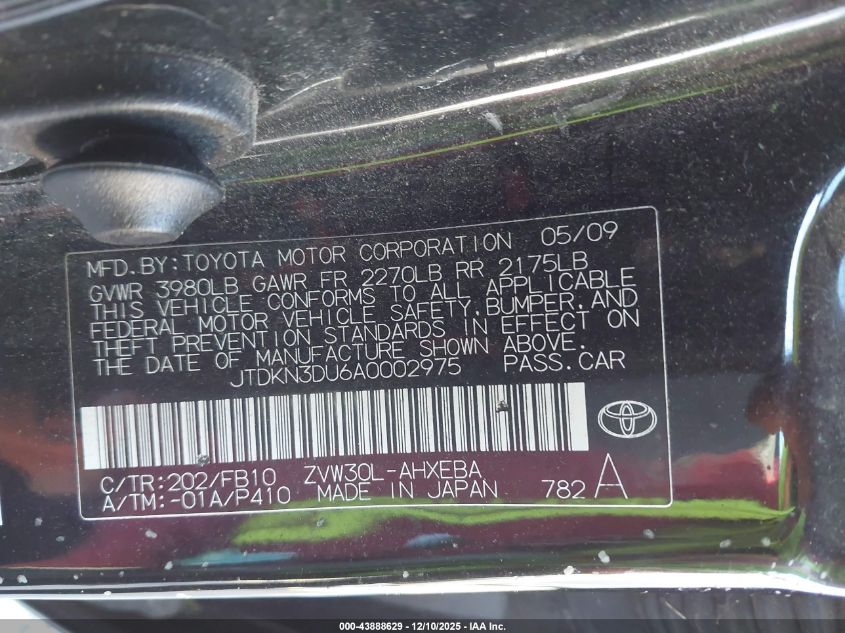 MFD.BY:TOYOTA MOTOR CORPORATION 05/09
GVWR 3980LB GAWR FR 2270LB RR 2175LB
THIS VEHICLE CONFORMS TO ALL APPLICABLE
FEDERAL MOTOR VEHICLE SAFETY,BUMPER,AND
THEFT PREVENTION STANDARDS IN EFFECT ON
THE DATE OF MANUFACTURE SHOWN ABOVE.
JTDKN3DU6A0002975 PASS.CAR
C/TR:202/FB10 ZVW30L-AHXEBA
A/TM:-01A/P410 MADE IN JAPAN 782 A
000-43888629 - 12/10/2025 - IAA Inc.